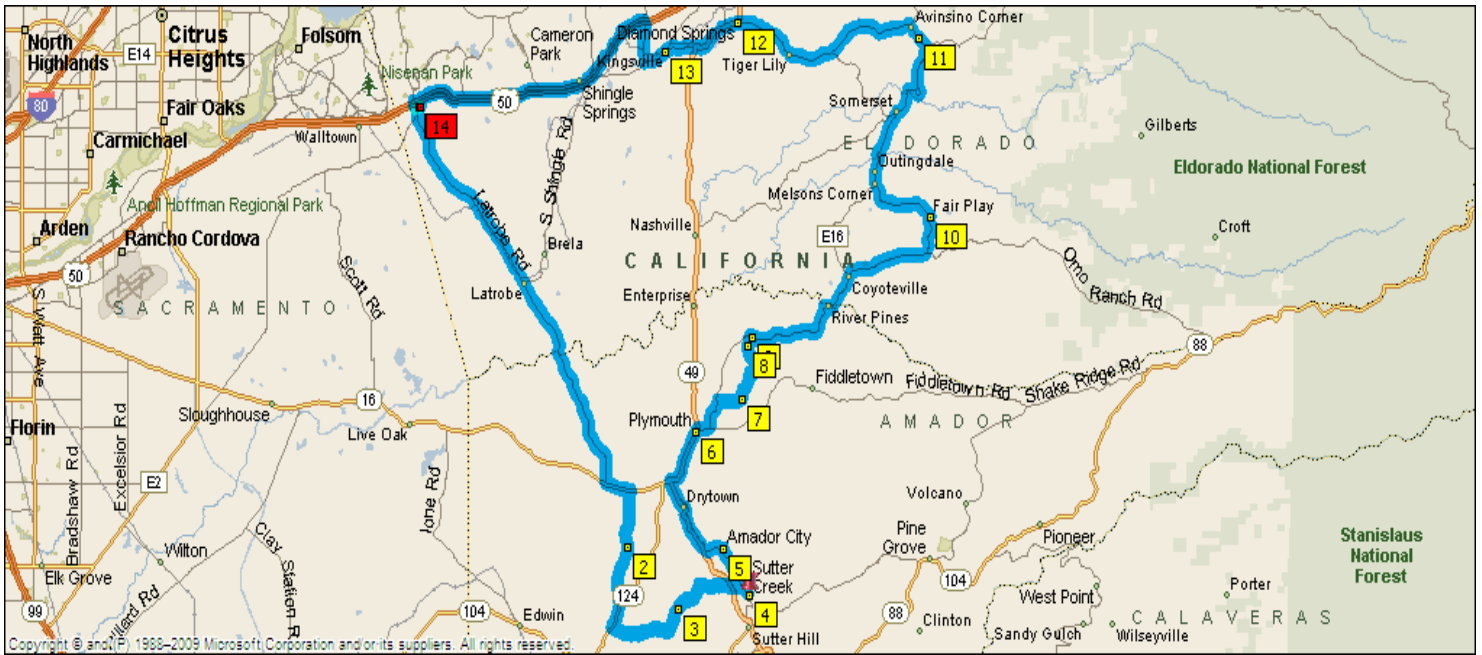 North
Highlands
E14
Citrus
Heights
Folsom
Cameron
Park
Diamond Springs
12
Avinsino Corner
80
Fair Oaks
Nisenan Park
Kingsville
13
Tiger Lily
11
50
Shingle
Springs
14
Walltown
Carmichael
Somerset
Gilberts
EL DORADO
S Shingle Rd
Outingdale
Eldorado National Forest
Ancil Hoffman Regional Park
Latrobe Rd
Melsons Corner
Fair Play
Arden
Rancho Cordova
Nashville
E16
10
Croft
Brela
CALIFORNIA
50
Scott Rd
Latrobe
Coyoteville
Omo Ranch Rd
S Watt Ave
SACRAMENTO
Enterprise
River Pines
88
8
49
Fiddletown
Fiddletown Rd
Shake Ridge Rd
Sloughhouse
16
Plymouth
7
AMADOR
Florin
Live Oak
6
Bradshaw Rd
Excelsior Rd
E2
Ione Rd
Drytown
Volcano
Clay Station R
Amador City
Pine
Grove
Pioneer
Stanislaus
National
Forest
Wilton
2
5
Sutter
Creek
Elk Grove
104
Porter
99
illard Rd
104
Edwin
124
3
4
88
Clinton
West Point
CALAVERAS
Sutter Hill
Sandy Gulch
Wilseyville
Copyright © and (P) 1988–2009 Microsoft Corporation and/or its suppliers. All rights reserved.